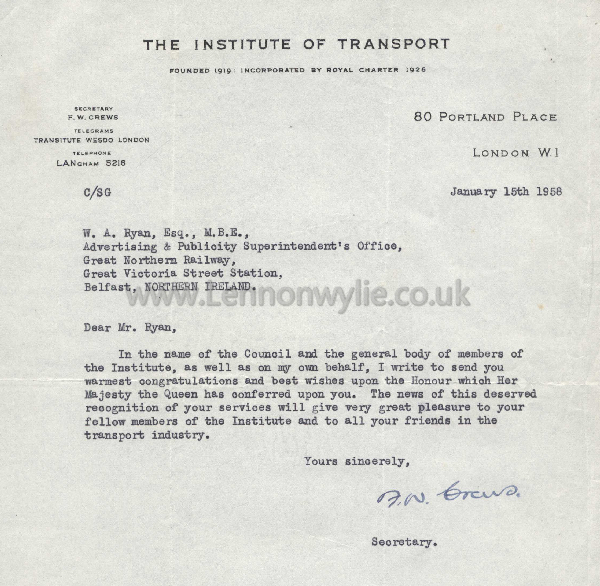 THE INSTITUTE OF TRANSPORT
FOUNDED 1919: INCORPORATED BY ROYAL CHARTER 1926
SECRETARY
F. W. CREWS
TELEGRAMS
TRANSITUTE WESDO LONDON
TELEPHONE
LANGHAM 5216
80 PORTLAND PLACE
LONDON W.1
C/SG
January 15th 1958
W. A. Ryan, Esq., M.B.E.,
Advertising & Publicity Superintendent's Office,
Great Northern Railway,
Great Victoria Street Station,
Belfast, NORTHERN IRELAND.
www.Lennonwylie.co.uk
Dear Mr. Ryan,
In the name of the Council and the general body of members of
the Institute, as well as on my own behalf, I write to send you
warmest congratulations and best wishes upon the Honour which Her
Majesty the Queen has conferred upon you. The news of this deserved
recognition of your services will give very great pleasure to your
fellow members of the Institute and to all your friends in the
transport industry.
Yours sincerely,
F.W. Crews.
Secretary.